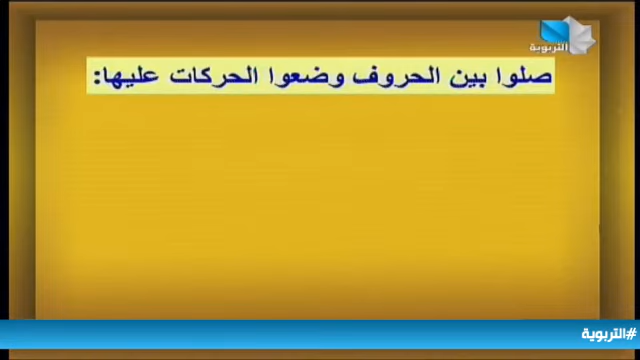 التربوية
صلوا بين الحروف وضعوا الحركات عليها:
#التربوية